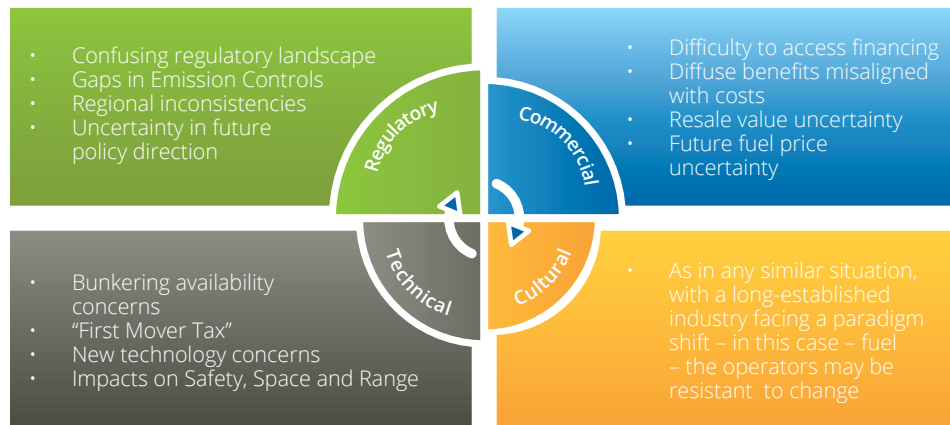 • Confusing regulatory landscape
• Gaps in Emission Controls
• Regional inconsistencies
• Uncertainty in future
policy direction
Regulatory
Commercial
• Difficulty to access financing
• Diffuse benefits misaligned
with costs
• Resale value uncertainty
• Future fuel price
uncertainty
• Bunkering availability
concerns
• “First Mover Tax”
• New technology concerns
• Impacts on Safety, Space and Range
Technical
Cultural
• As in any similar situation,
with a long-established
industry facing a paradigm
shift – in this case – fuel
– the operators may be
resistant to change